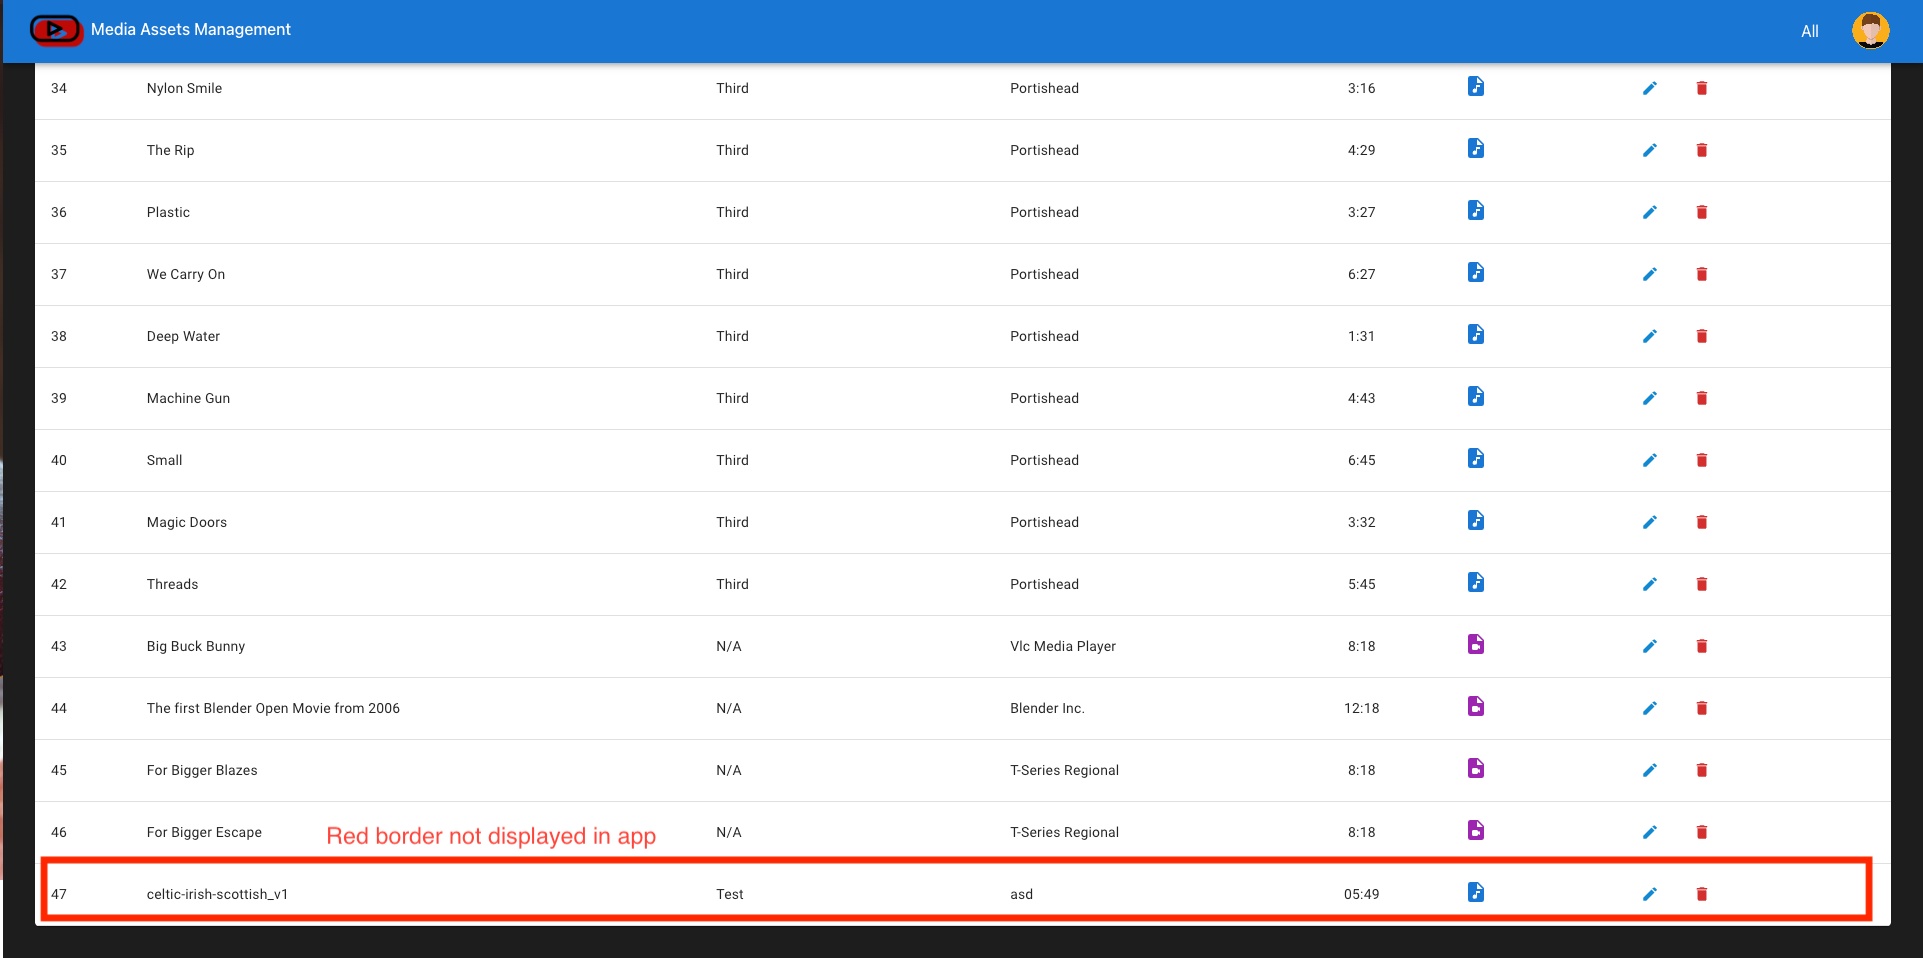 Media Assets Management All
34 Nylon Smile Third Portishead 3:16
35 The Rip Third Portishead 4:29
36 Plastic Third Portishead 3:27
37 We Carry On Third Portishead 6:27
38 Deep Water Third Portishead 1:31
39 Machine Gun Third Portishead 4:43
40 Small Third Portishead 6:45
41 Magic Doors Third Portishead 3:32
42 Threads Third Portishead 5:45
43 Big Buck Bunny N/A Vlc Media Player 8:18
44 The first Blender Open Movie from 2006 N/A Blender Inc. 12:18
45 For Bigger Blazes N/A T-Series Regional 8:18
46 For Bigger Escape N/A T-Series Regional 8:18
Red border not displayed in app
47 celtic-irish-scottish_v1 Test asd 05:49